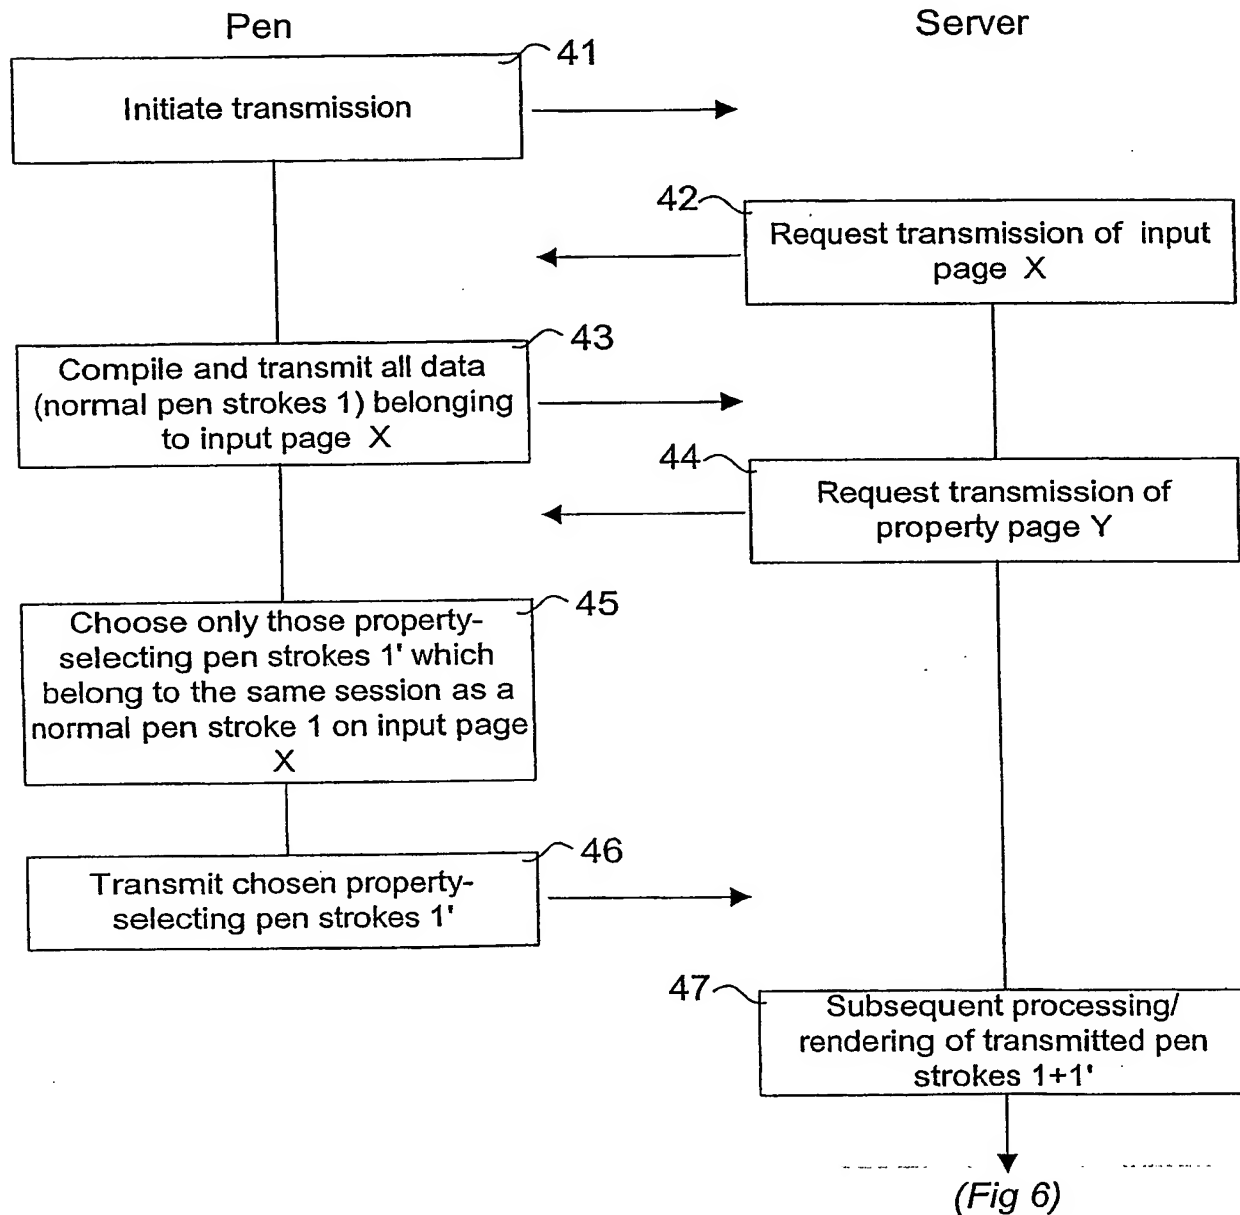 Pen
Server
41
Initiate transmission
42
Request transmission of input
page X
43
Compile and transmit all data
(normal pen strokes 1) belonging
to input page X
44
Request transmission of
property page Y
45
Choose only those property-
selecting pen strokes 1' which
belong to the same session as a
normal pen stroke 1 on input page
X
46
Transmit chosen property-
selecting pen strokes 1'
47
Subsequent processing/
rendering of transmitted pen
strokes 1+1'
(Fig 6)